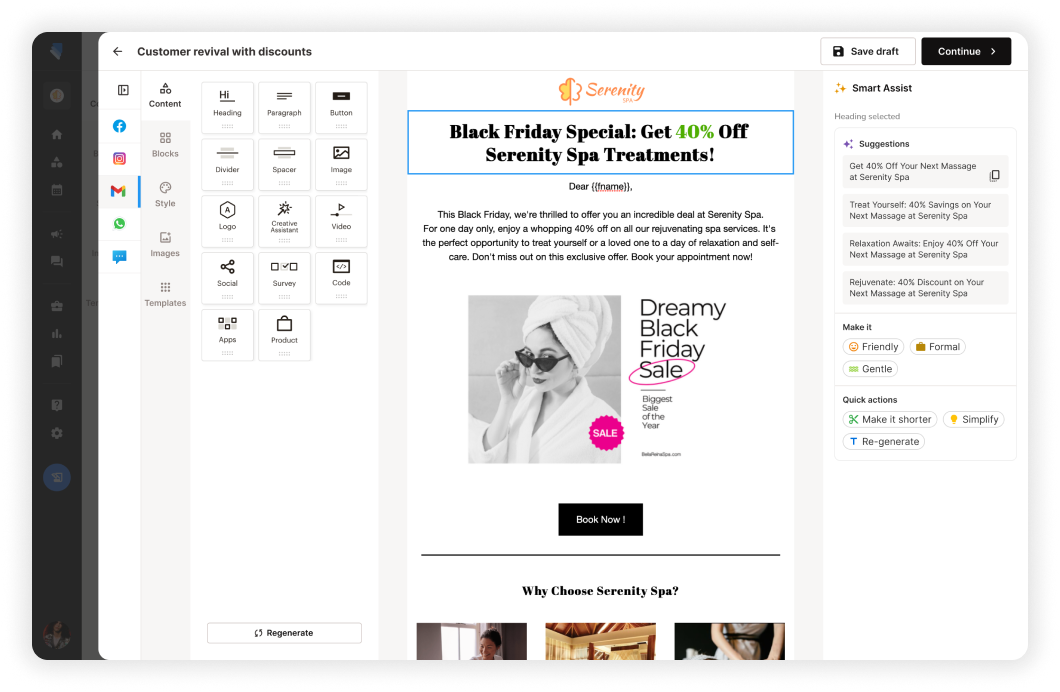 Customer revival with discounts
Save draft
Continue
Content
Blocks
Style
Images
Templates
Hi
Heading
Paragraph
Button
Divider
Spacer
Image
A
Logo
Creative
Assistant
Video
Social
Survey
Code
Apps
Product
Regenerate
Serenity
SPA
Black Friday Special: Get 40% Off
Serenity Spa Treatments!
Dear {{fname}},
This Black Friday, we're thrilled to offer you an incredible deal at Serenity Spa.
For one day only, enjoy a whopping 40% off on all our rejuvenating spa services. It's
the perfect opportunity to treat yourself or a loved one to a day of relaxation and self-
care. Don't miss out on this exclusive offer. Book your appointment now!
Dreamy
Black
Friday
Sale
Biggest
Sale
of the
Year
SALE
BellaReinaSpa.com
Book Now !
Why Choose Serenity Spa?
Smart Assist
Heading selected
Suggestions
Get 40% Off Your Next Massage
at Serenity Spa
Treat Yourself: 40% Savings on Your
Next Massage at Serenity Spa
Relaxation Awaits: Enjoy 40% Off Your
Next Massage at Serenity Spa
Rejuvenate: 40% Discount on Your
Next Massage at Serenity Spa
Make it
Friendly
Formal
Gentle
Quick actions
Make it shorter
Simplify
T Re-generate